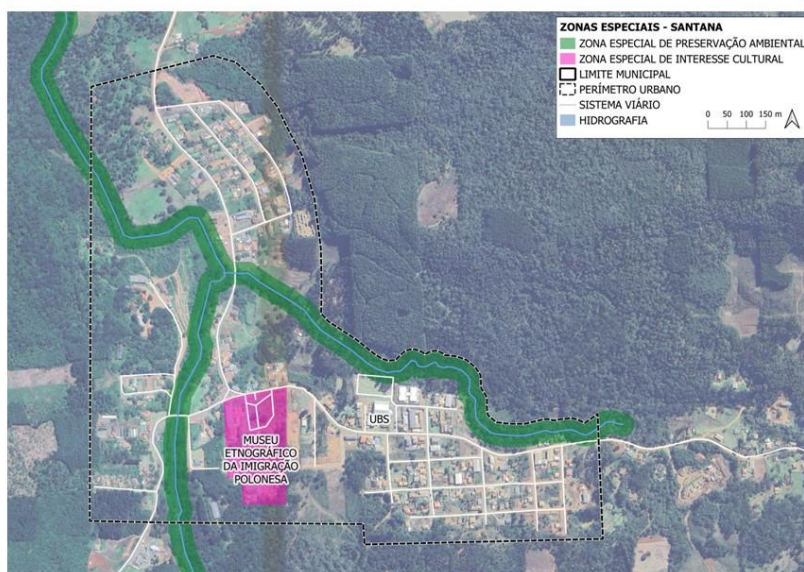 ZONAS ESPECIAIS - SANTANA
ZONA ESPECIAL DE PRESERVAÇÃO AMBIENTAL
ZONA ESPECIAL DE INTERESSE CULTURAL
LIMITE MUNICIPAL
PERÍMETRO URBANO
SISTEMA VIÁRIO
HIDROGRAFIA
0 50 100 150 m
UBS
MUSEU
ETNOGRÁFICO
DA IMIGRAÇÃO
POLONESA